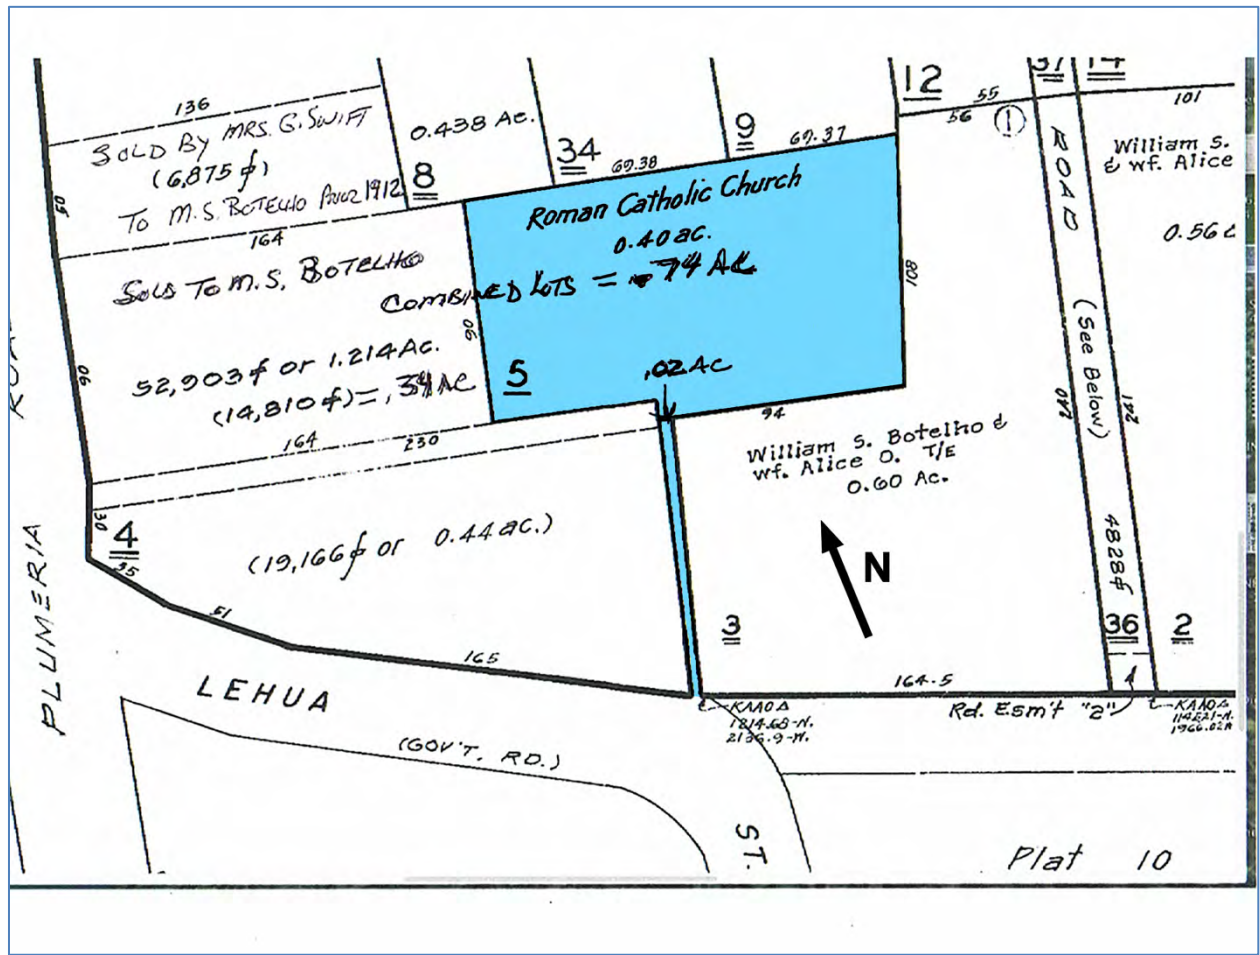 136
SOLD BY MRS. G. SWIFT
(6,875 ⨍)
TO M.S. BOTELHO 1912
164
0.438 Ac.
8
34
69.38
9
69.37
12
55
56
1
37
14
101
William S.
& wf. Alice
0.56
ROAD
(See Below)
240
241
4828⨍
Roman Catholic Church
0.40 ac.
COMBINED LOTS = .74 AC
108
90
5
.02 AC
94
SOLD TO M.S. BOTELHO
52,903⨍ or 1.214 Ac.
(14,810⨍) = .34 AC
90
164
230
30
4
35
51
165
(19,166⨍ or 0.44 ac.)
William S. Botelho &
wf. Alice O. T/E
0.60 Ac.
N
3
36
2
164.5
Rd. Esm't "2"
KAAO Δ
KAAO Δ
PLUMERIA
LEHUA
(GOV'T. RD.)
ST.
Plat 10